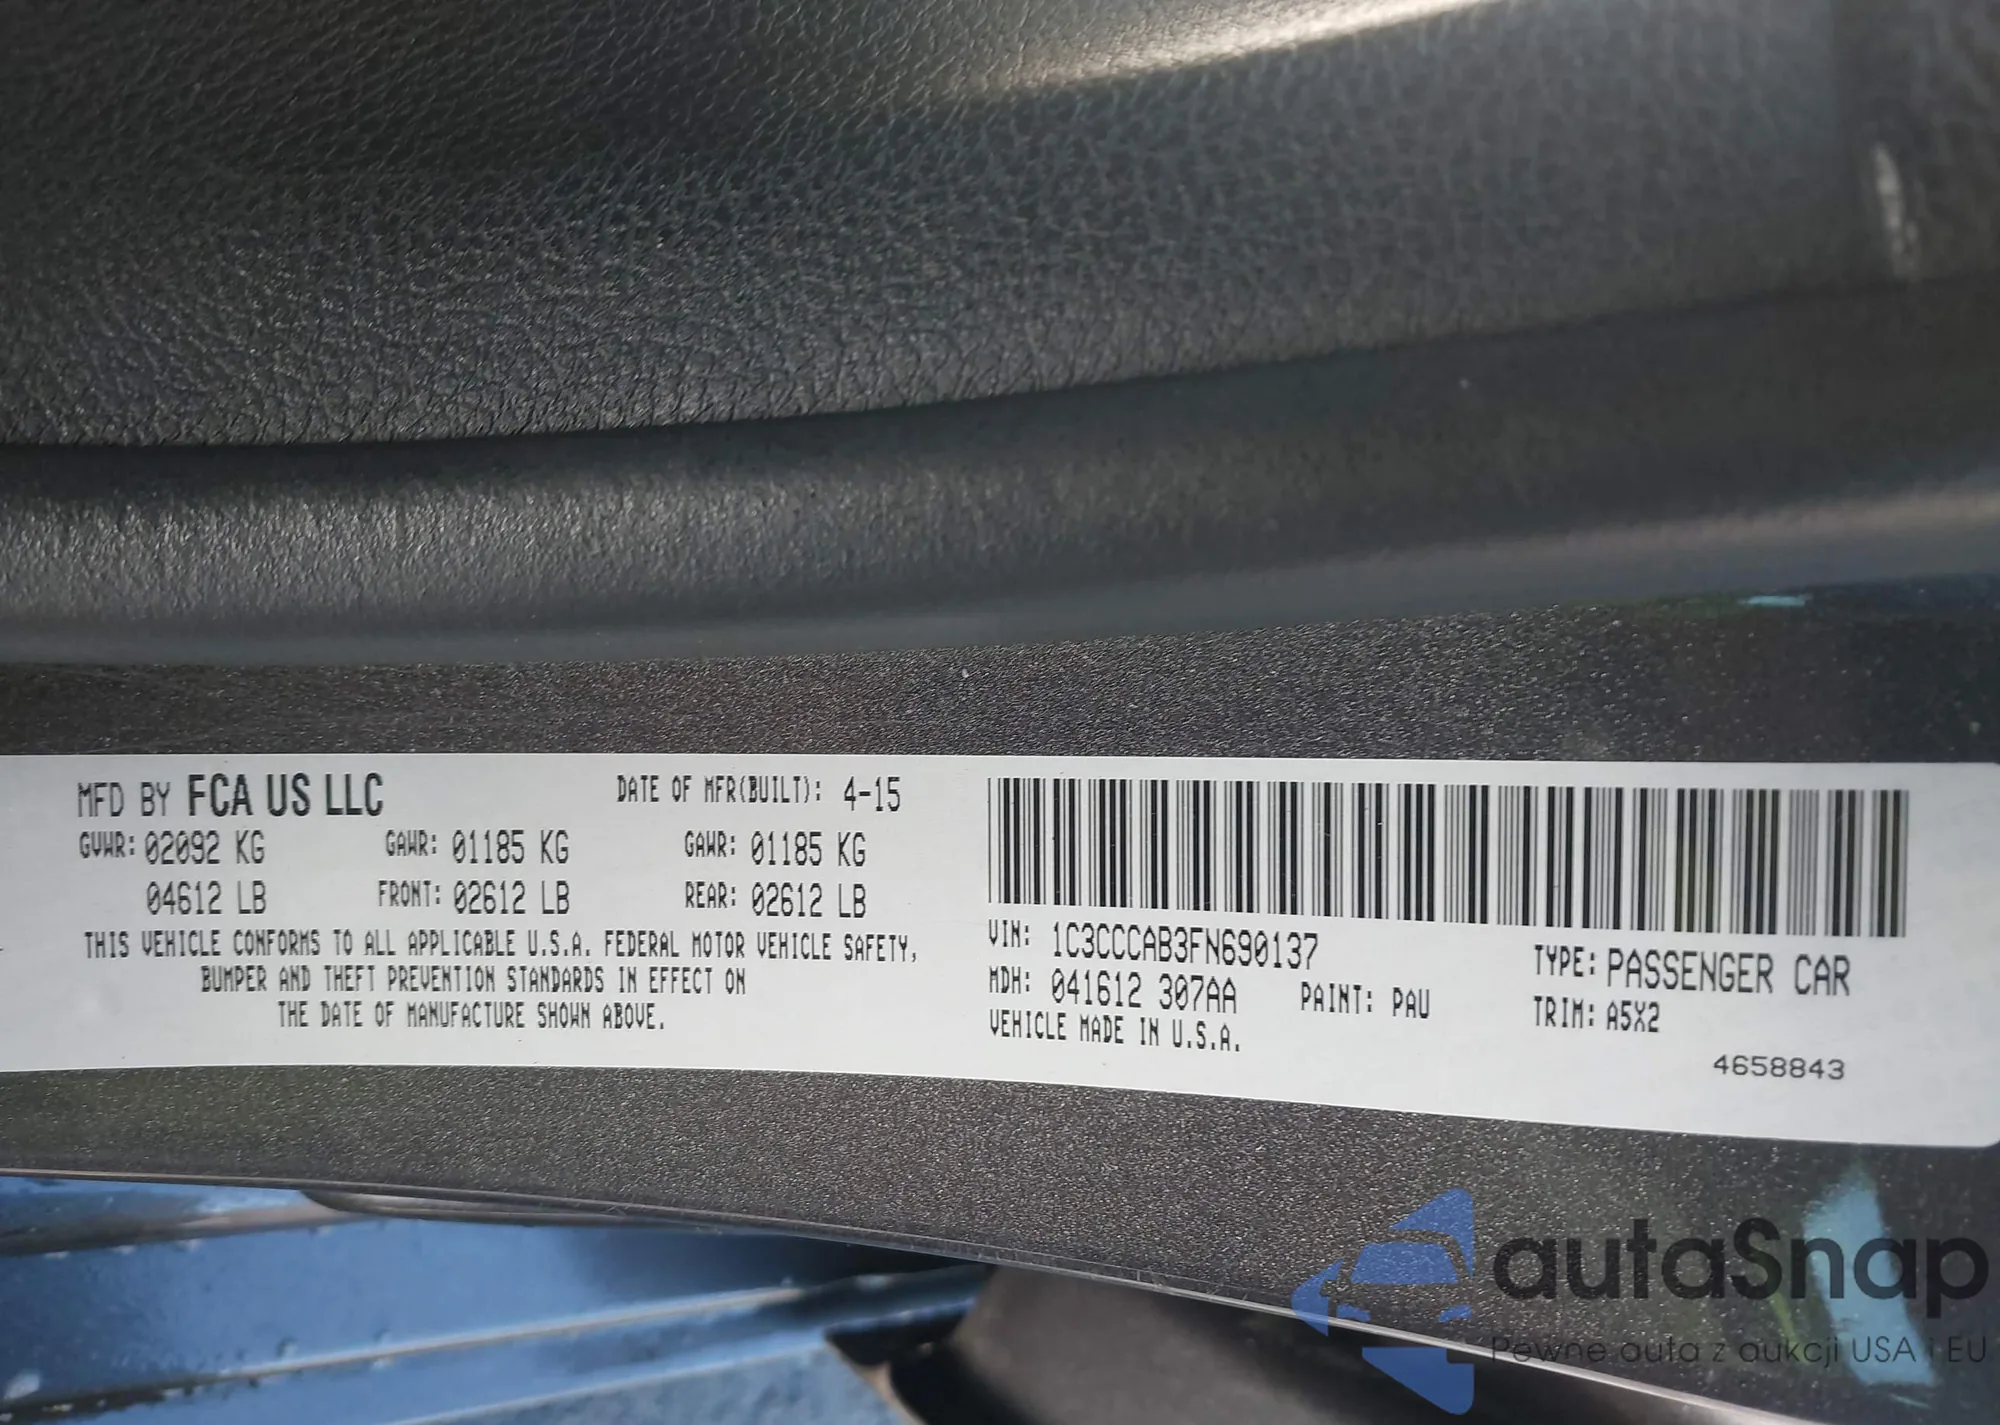 MFD BY FCA US LLC DATE OF MFR(BUILT): 4-15
GVWR: 02092 KG GAWR: 01185 KG GAWR: 01185 KG
04612 LB FRONT: 02612 LB REAR: 02612 LB
THIS VEHICLE CONFORMS TO ALL APPLICABLE U.S.A. FEDERAL MOTOR VEHICLE SAFETY,
BUMPER AND THEFT PREVENTION STANDARDS IN EFFECT ON
THE DATE OF MANUFACTURE SHOWN ABOVE.
VIN: 1C3CCCAB3FN690137 TYPE: PASSENGER CAR
MDH: 041612 307AA PAINT: PAU TRIM: A5X2
VEHICLE MADE IN U.S.A.
4658843
autaSnap
Pewne auta z aukcji USA i EU